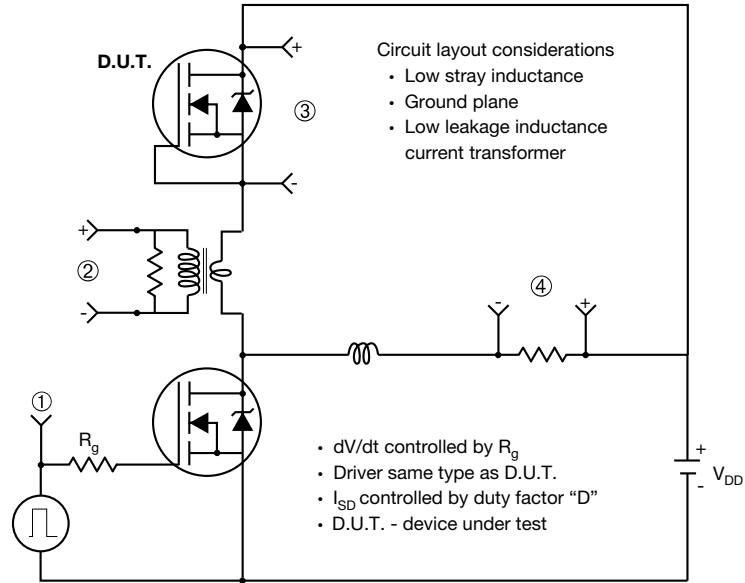 +
D.U.T.
Circuit layout considerations
• Low stray inductance
③
• Ground plane
• Low leakage inductance
current transformer
-
+
②
-
④
- +
①
R_g
• dV/dt controlled by R_g
• Driver same type as D.U.T.
• I_SD controlled by duty factor “D”
• D.U.T. - device under test
+
V_DD
-